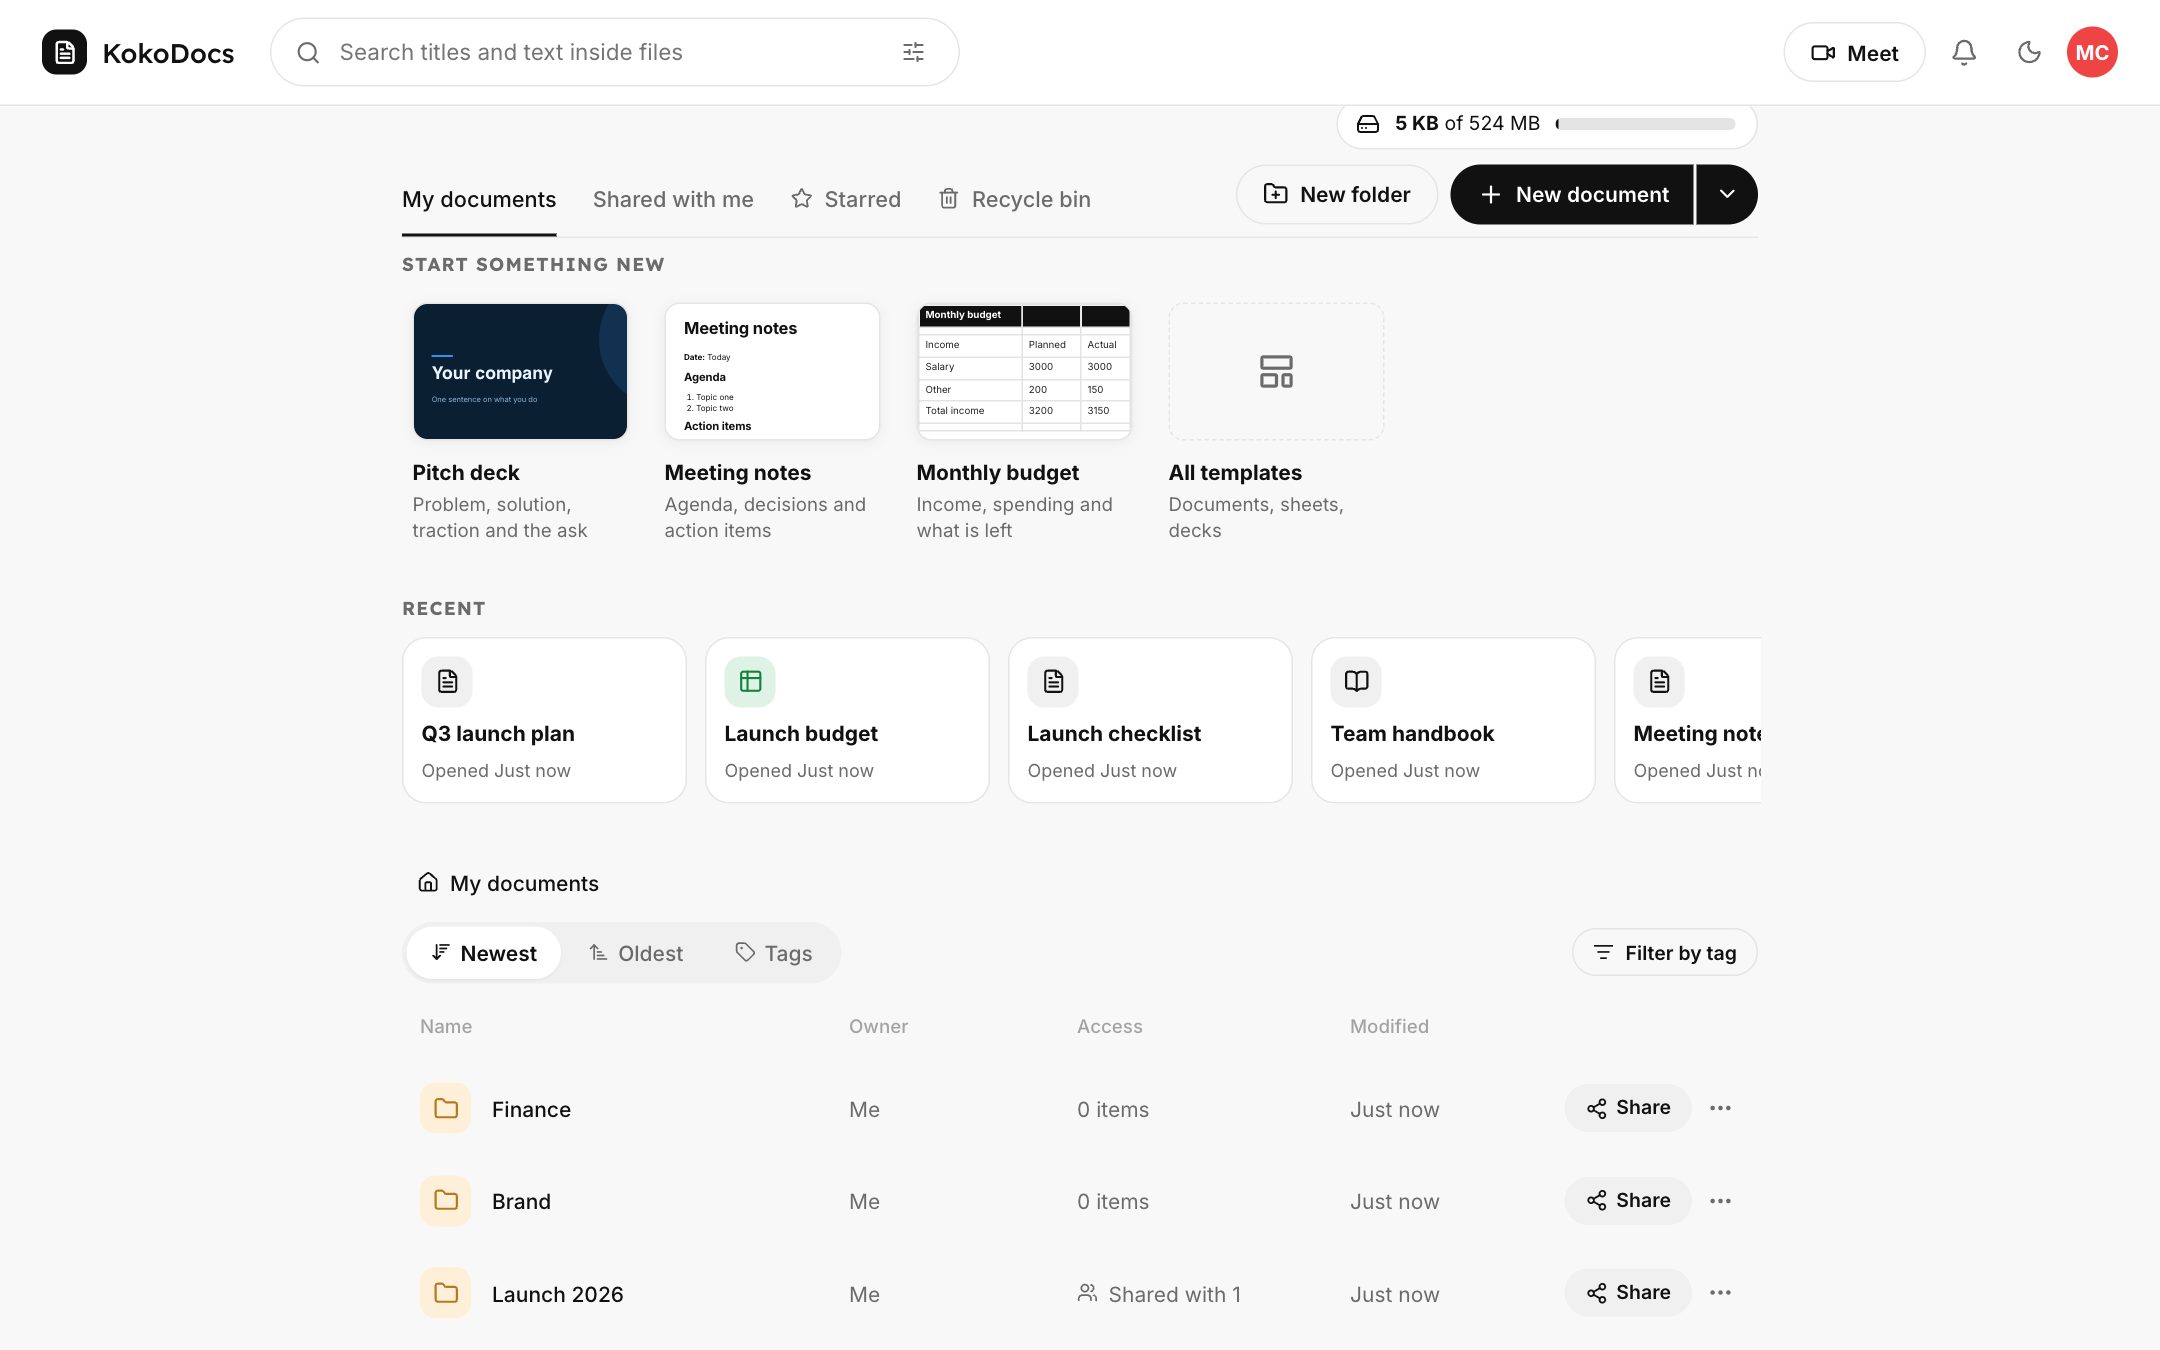 KokoDocs
Search titles and text inside files
Meet
MC
5 KB of 524 MB
My documents
Shared with me
Starred
Recycle bin
New folder
New document
START SOMETHING NEW
Your company
One sentence on what you do
Pitch deck
Problem, solution,
traction and the ask
Meeting notes
Date: Today
Agenda
1. Topic one
2. Topic two
Action items
Meeting notes
Agenda, decisions and
action items
Monthly budget
Income Planned Actual
Salary 3000 3000
Other 200 150
Total income 3200 3150
Monthly budget
Income, spending and
what is left
All templates
Documents, sheets,
decks
RECENT
Q3 launch plan
Opened Just now
Launch budget
Opened Just now
Launch checklist
Opened Just now
Team handbook
Opened Just now
Meeting note
Opened Just no
My documents
Newest
Oldest
Tags
Filter by tag
Name Owner Access Modified
Finance Me 0 items Just now Share
Brand Me 0 items Just now Share
Launch 2026 Me Shared with 1 Just now Share